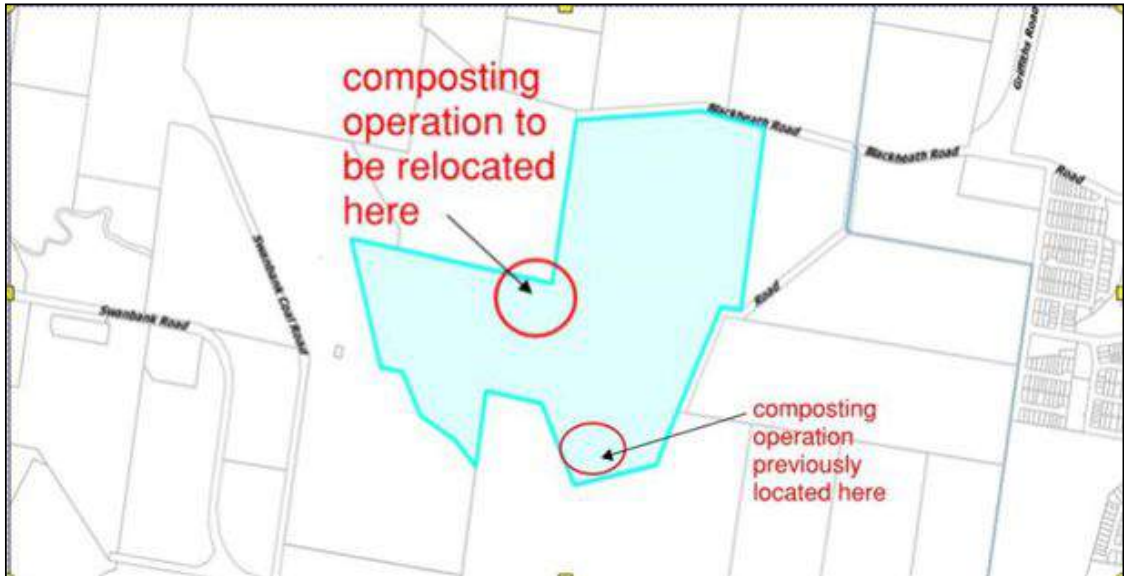 Griffiths Road
composting
operation to
be relocated
here
Blackheath Road
Blackheath Road
Road
Swanbank Coal Road
Road
Swanbank Road
composting
operation
previously
located here